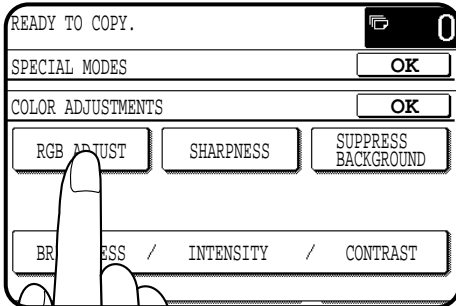 READY TO COPY. 0
SPECIAL MODES OK
COLOR ADJUSTMENTS OK
RGB ADJUST SHARPNESS SUPPRESS BACKGROUND
/ INTENSITY / CONTRAST